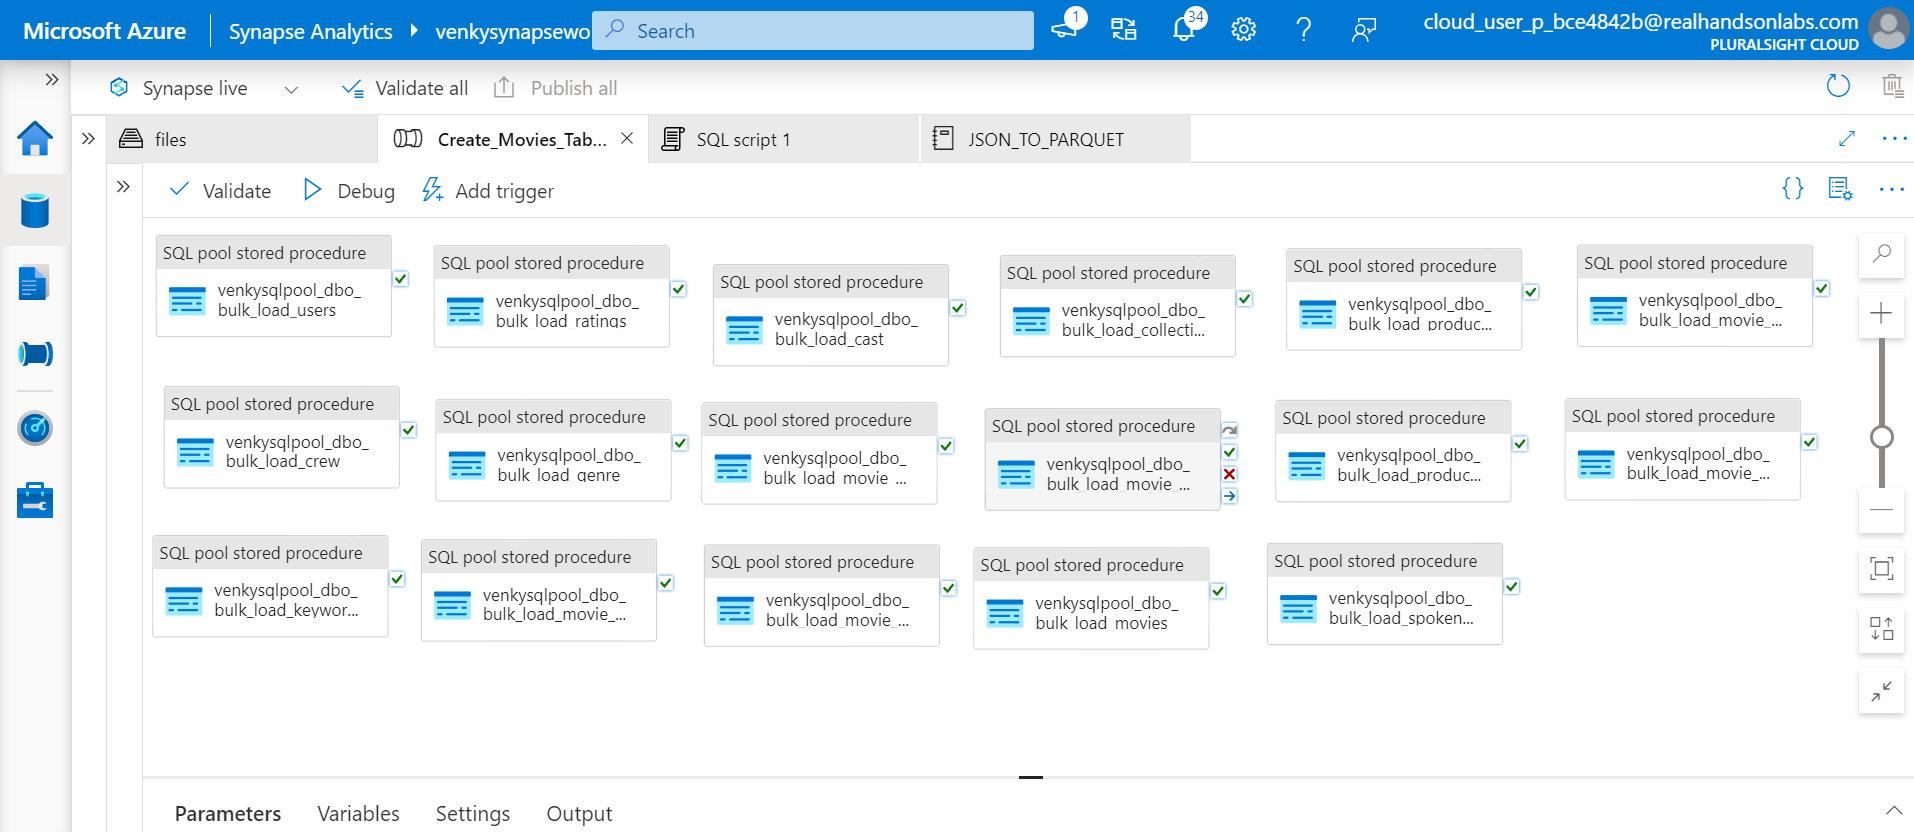 Microsoft Azure
Synapse Analytics
venkysynapsewo
Search
1
34
cloud_user_p_bce4842b@realhandsonlabs.com
PLURALSIGHT CLOUD
Synapse live
Validate all
Publish all
files
Create_Movies_Tab...
SQL script 1
JSON_TO_PARQUET
Validate
Debug
Add trigger
SQL pool stored procedure
venkysqlpool_dbo_
bulk_load_users
SQL pool stored procedure
venkysqlpool_dbo_
bulk_load_ratings
SQL pool stored procedure
venkysqlpool_dbo_
bulk_load_cast
SQL pool stored procedure
venkysqlpool_dbo_
bulk_load_collecti...
SQL pool stored procedure
venkysqlpool_dbo_
bulk_load_produc...
SQL pool stored procedure
venkysqlpool_dbo_
bulk_load_movie_...
SQL pool stored procedure
venkysqlpool_dbo_
bulk_load_crew
SQL pool stored procedure
venkysqlpool_dbo_
bulk_load_genre
SQL pool stored procedure
venkysqlpool_dbo_
bulk_load_movie_...
SQL pool stored procedure
venkysqlpool_dbo_
bulk_load_movie_...
SQL pool stored procedure
venkysqlpool_dbo_
bulk_load_produc...
SQL pool stored procedure
venkysqlpool_dbo_
bulk_load_movie_...
SQL pool stored procedure
venkysqlpool_dbo_
bulk_load_keywor...
SQL pool stored procedure
venkysqlpool_dbo_
bulk_load_movie_...
SQL pool stored procedure
venkysqlpool_dbo_
bulk_load_movie_...
SQL pool stored procedure
venkysqlpool_dbo_
bulk_load_movies
SQL pool stored procedure
venkysqlpool_dbo_
bulk_load_spoken...
Parameters
Variables
Settings
Output